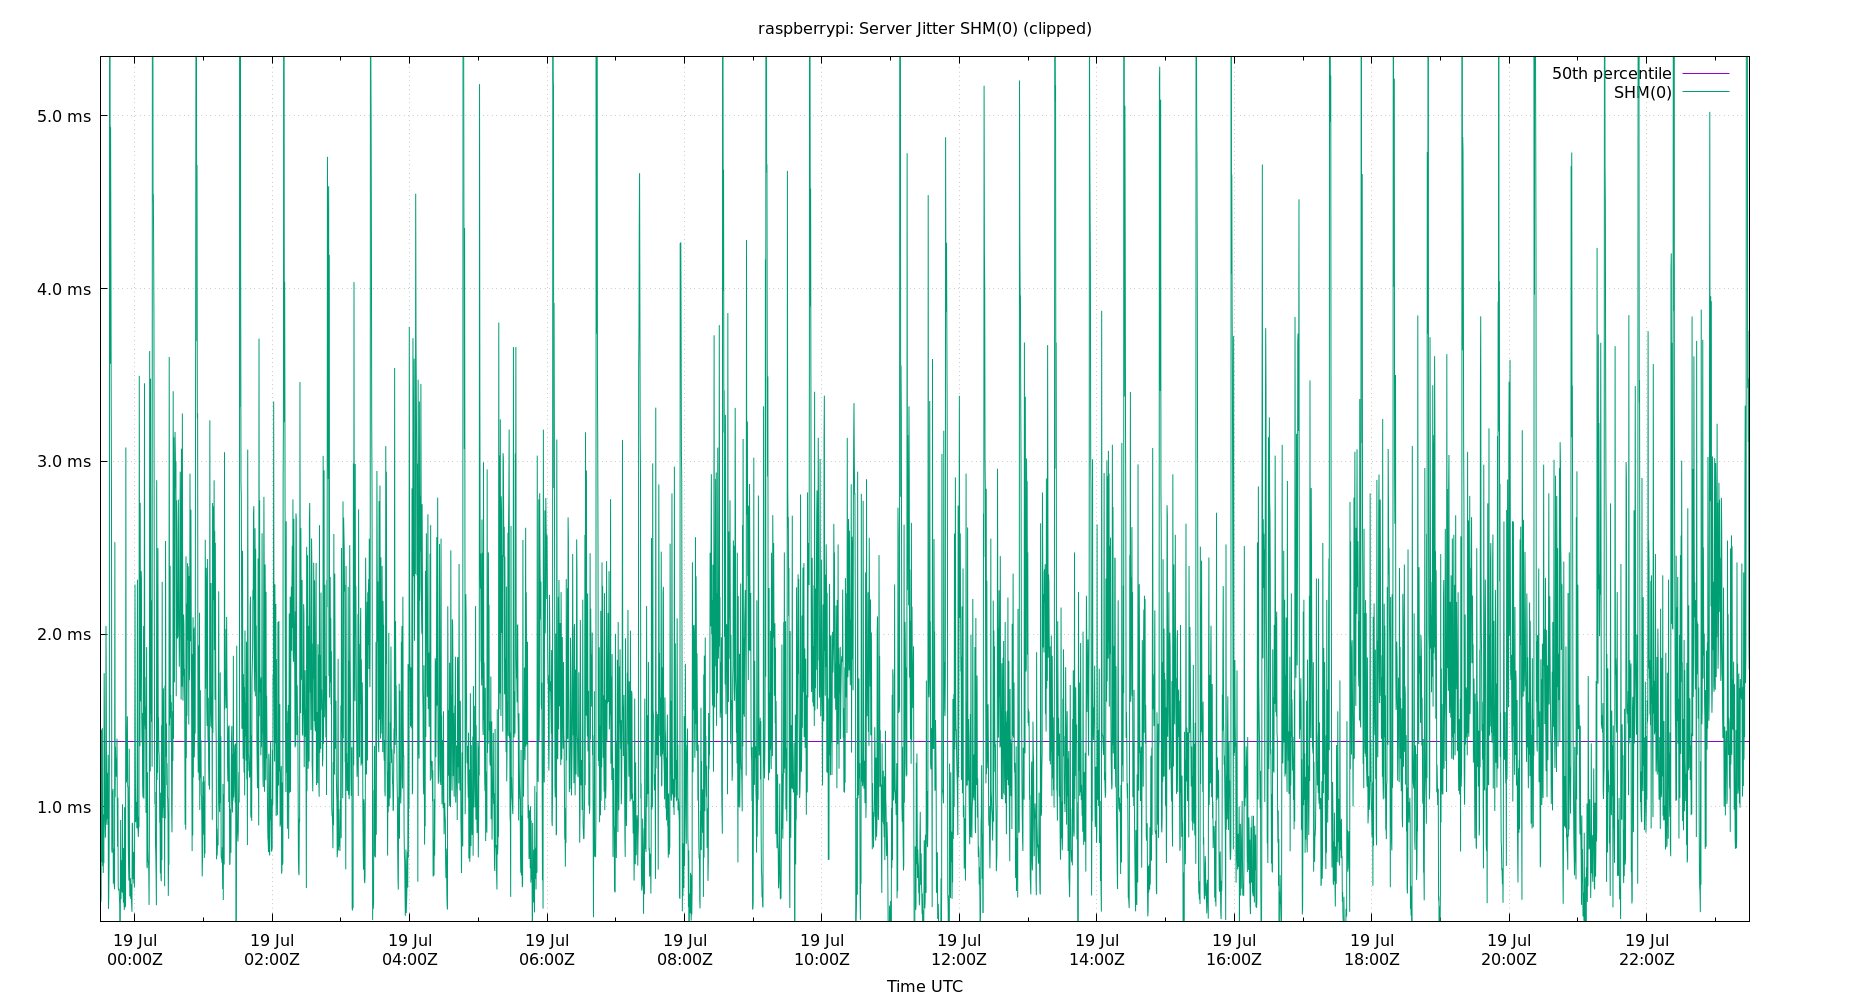 raspberrypi: Server Jitter SHM(0) (clipped)
50th percentile
SHM(0)
5.0 ms
4.0 ms
3.0 ms
2.0 ms
1.0 ms
19 Jul 19 Jul 19 Jul 19 Jul 19 Jul 19 Jul 19 Jul 19 Jul 19 Jul 19 Jul 19 Jul 19 Jul
00:00Z 02:00Z 04:00Z 06:00Z 08:00Z 10:00Z 12:00Z 14:00Z 16:00Z 18:00Z 20:00Z 22:00Z
Time UTC